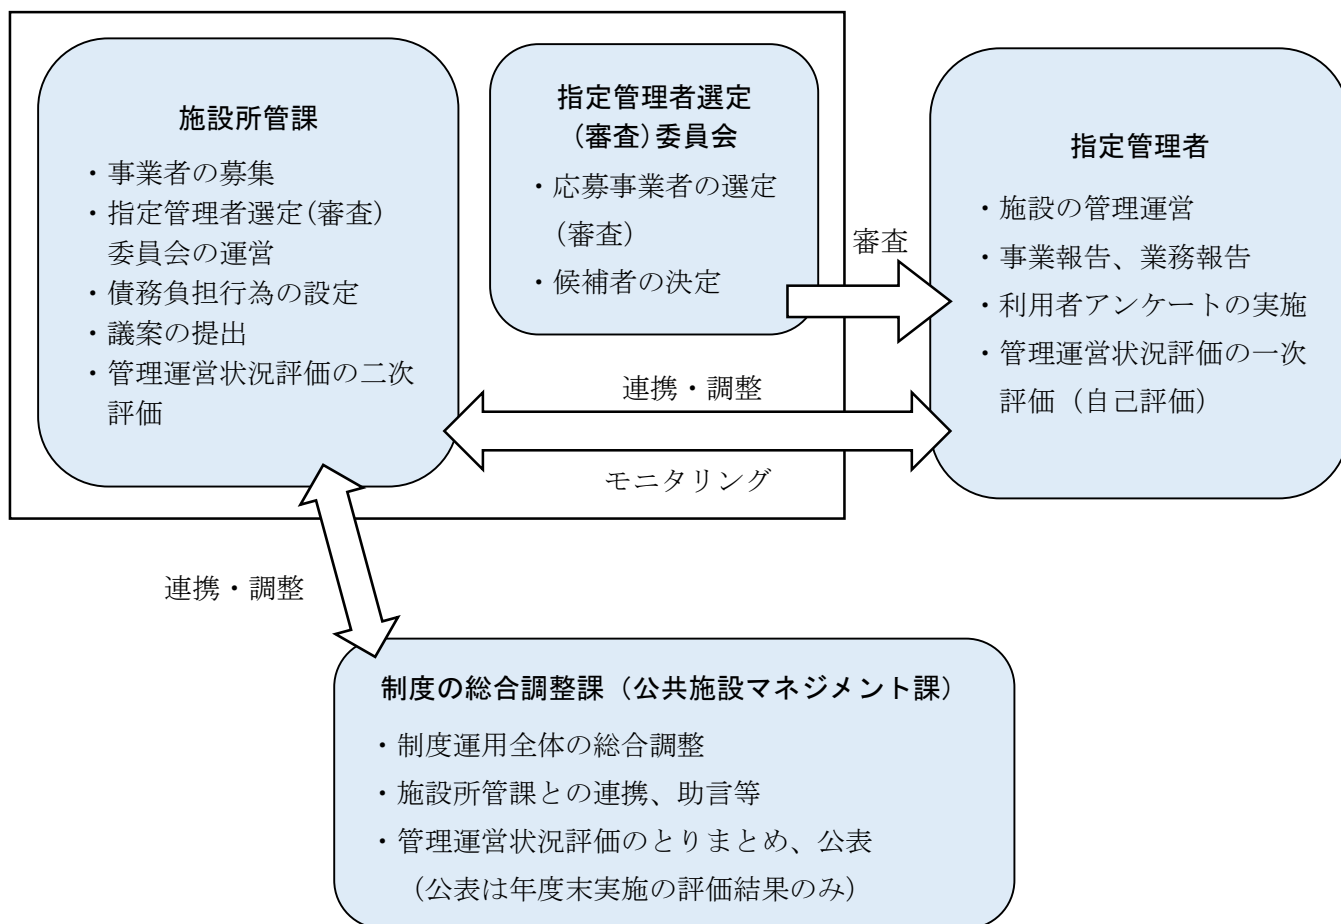 施設所管課
・事業者の募集
・指定管理者選定(審査)
委員会の運営
・債務負担行為の設定
・議案の提出
・管理運営状況評価の二次
評価
指定管理者選定
(審査)委員会
・応募事業者の選定
(審査)
・候補者の決定
審査
指定管理者
・施設の管理運営
・事業報告、業務報告
・利用者アンケートの実施
・管理運営状況評価の一次
評価（自己評価）
連携・調整
モニタリング
連携・調整
制度の総合調整課（公共施設マネジメント課）
・制度運用全体の総合調整
・施設所管課との連携、助言等
・管理運営状況評価のとりまとめ、公表
（公表は年度末実施の評価結果のみ）